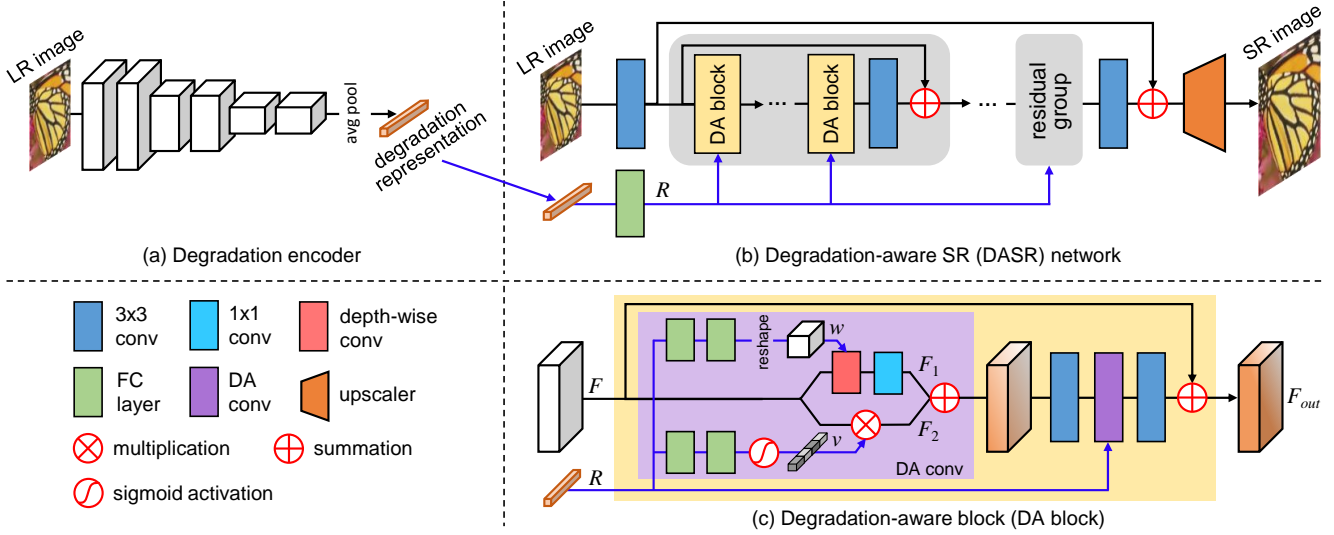 LR image
avg pool
degradation
representation
(a) Degradation encoder
LR image
DA block
...
DA block
...
residual
group
SR image
R
(b) Degradation-aware SR (DASR) network
3x3
conv
1x1
conv
depth-wise
conv
FC
layer
DA
conv
upscaler
multiplication
summation
sigmoid activation
F
R
reshape
w
v
F1
F2
DA conv
Fout
(c) Degradation-aware block (DA block)